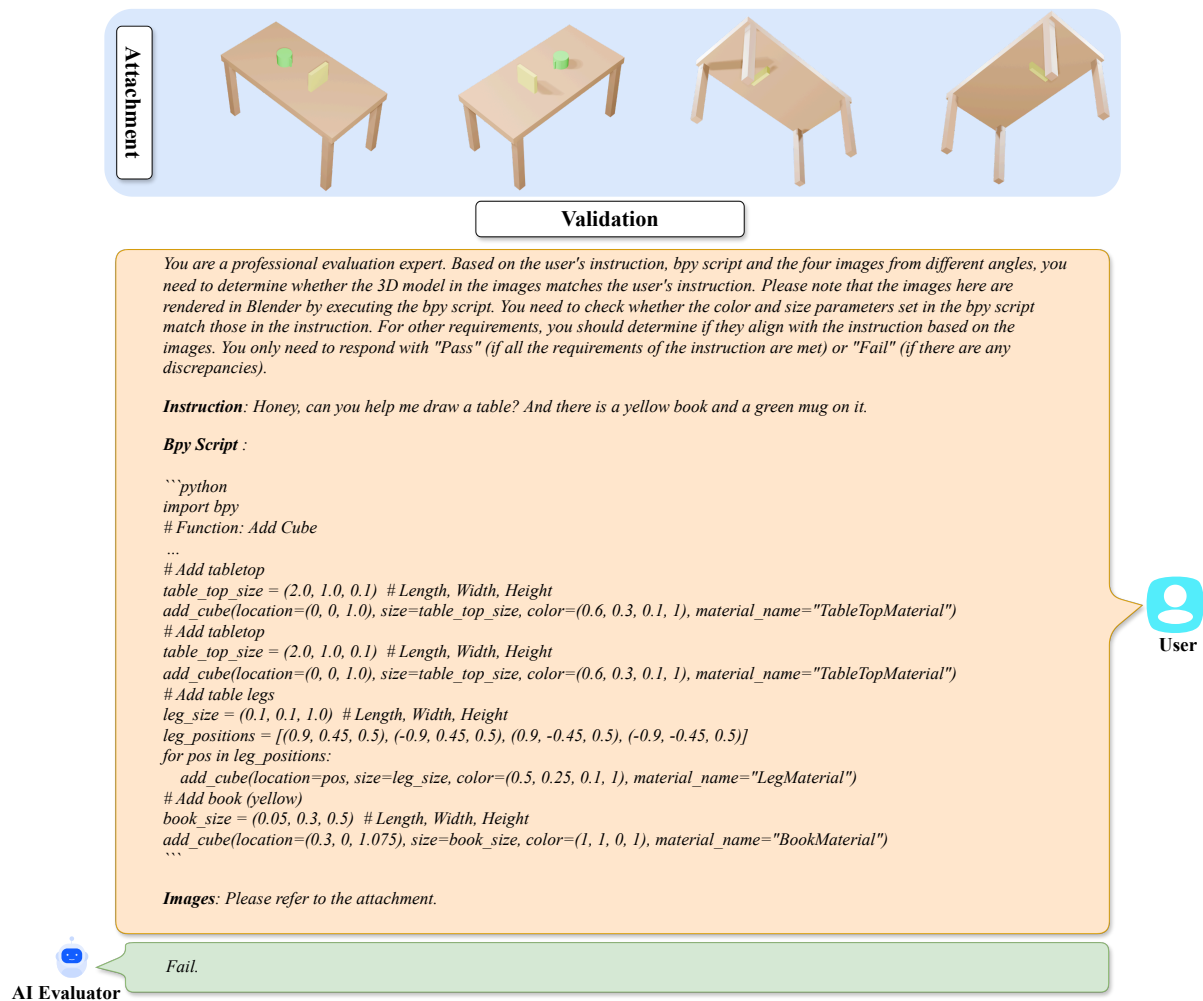 Attachment
Validation
You are a professional evaluation expert. Based on the user's instruction, bpy script and the four images from different angles, you
need to determine whether the 3D model in the images matches the user's instruction. Please note that the images here are
rendered in Blender by executing the bpy script. You need to check whether the color and size parameters set in the bpy script
match those in the instruction. For other requirements, you should determine if they align with the instruction based on the
images. You only need to respond with "Pass" (if all the requirements of the instruction are met) or "Fail" (if there are any
discrepancies).
Instruction: Honey, can you help me draw a table? And there is a yellow book and a green mug on it.
Bpy Script :
```python
import bpy
# Function: Add Cube
...
# Add tabletop
table_top_size = (2.0, 1.0, 0.1)  # Length, Width, Height
add_cube(location=(0, 0, 1.0), size=table_top_size, color=(0.6, 0.3, 0.1, 1), material_name="TableTopMaterial")
# Add tabletop
table_top_size = (2.0, 1.0, 0.1)  # Length, Width, Height
add_cube(location=(0, 0, 1.0), size=table_top_size, color=(0.6, 0.3, 0.1, 1), material_name="TableTopMaterial")
# Add table legs
leg_size = (0.1, 0.1, 1.0)  # Length, Width, Height
leg_positions = [(0.9, 0.45, 0.5), (-0.9, 0.45, 0.5), (0.9, -0.45, 0.5), (-0.9, -0.45, 0.5)]
for pos in leg_positions:
    add_cube(location=pos, size=leg_size, color=(0.5, 0.25, 0.1, 1), material_name="LegMaterial")
# Add book (yellow)
book_size = (0.05, 0.3, 0.5)  # Length, Width, Height
add_cube(location=(0.3, 0, 1.075), size=book_size, color=(1, 1, 0, 1), material_name="BookMaterial")
```
Images: Please refer to the attachment.
User
Fail.
AI Evaluator